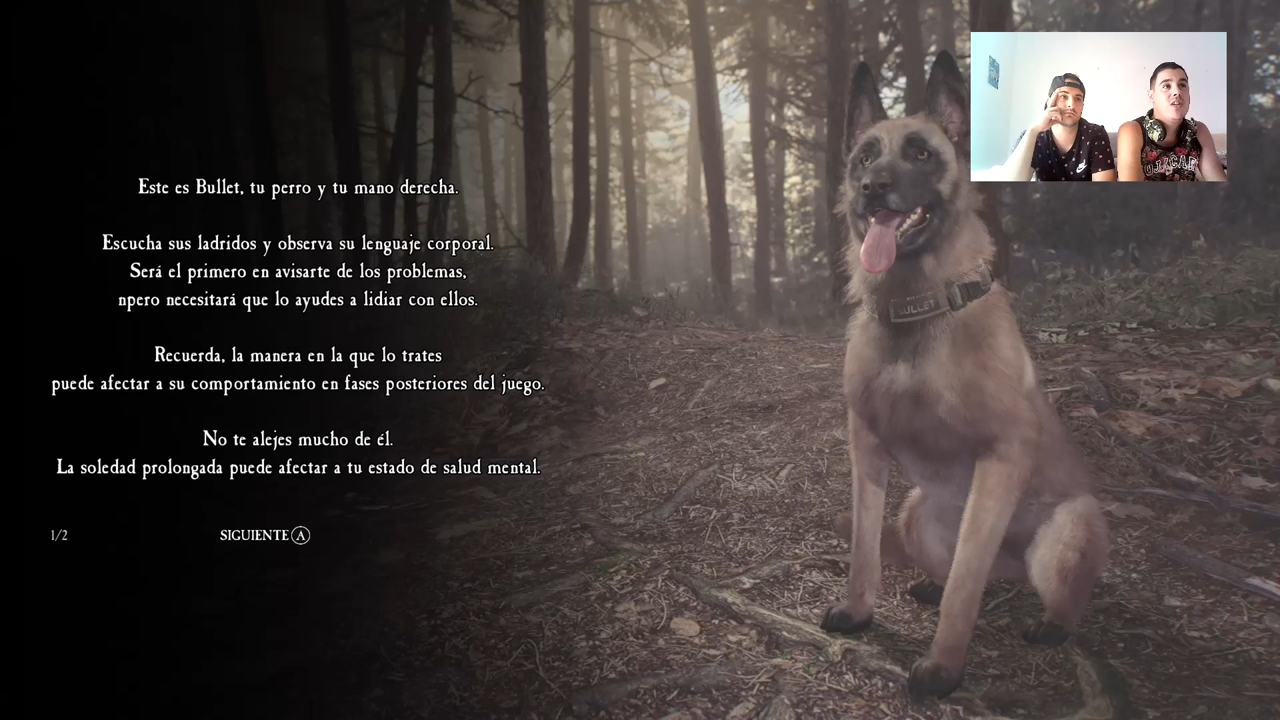 Este es Bullet, tu perro y tu mano derecha.
Escucha sus ladridos y observa su lenguaje corporal.
Será el primero en avisarte de los problemas,
npero necesitará que lo ayudes a lidiar con ellos.
Recuerda, la manera en la que lo trates
puede afectar a su comportamiento en fases posteriores del juego.
No te alejes mucho de él.
La soledad prolongada puede afectar a tu estado de salud mental.
1/2
SIGUIENTE A
BULLET